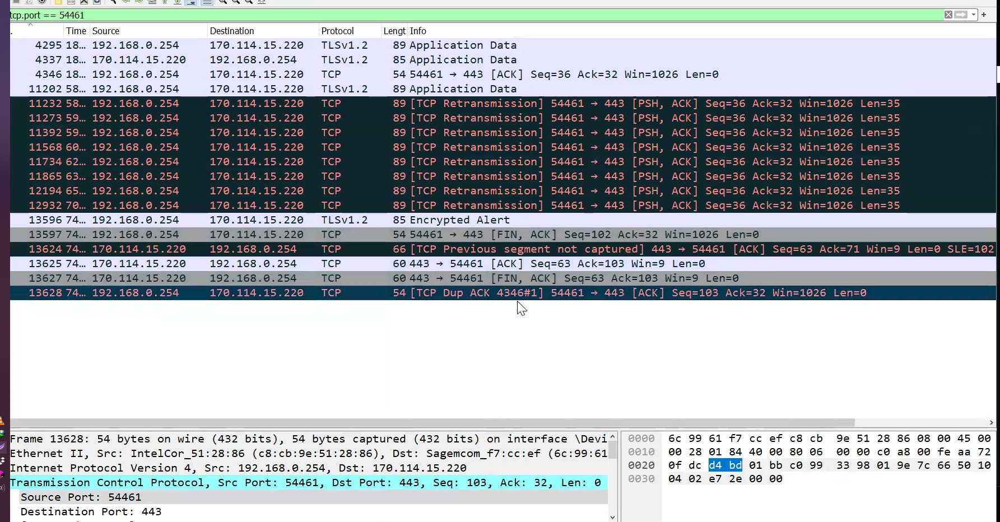 tcp.port == 54461
. Time Source Destination Protocol Lengt Info
4295 18… 192.168.0.254 170.114.15.220 TLSv1.2 89 Application Data
4337 18… 170.114.15.220 192.168.0.254 TLSv1.2 85 Application Data
4346 18… 192.168.0.254 170.114.15.220 TCP 54 54461 → 443 [ACK] Seq=36 Ack=32 Win=1026 Len=0
11202 58… 192.168.0.254 170.114.15.220 TLSv1.2 89 Application Data
11232 58… 192.168.0.254 170.114.15.220 TCP 89 [TCP Retransmission] 54461 → 443 [PSH, ACK] Seq=36 Ack=32 Win=1026 Len=35
11273 59… 192.168.0.254 170.114.15.220 TCP 89 [TCP Retransmission] 54461 → 443 [PSH, ACK] Seq=36 Ack=32 Win=1026 Len=35
11392 59… 192.168.0.254 170.114.15.220 TCP 89 [TCP Retransmission] 54461 → 443 [PSH, ACK] Seq=36 Ack=32 Win=1026 Len=35
11568 60… 192.168.0.254 170.114.15.220 TCP 89 [TCP Retransmission] 54461 → 443 [PSH, ACK] Seq=36 Ack=32 Win=1026 Len=35
11734 62… 192.168.0.254 170.114.15.220 TCP 89 [TCP Retransmission] 54461 → 443 [PSH, ACK] Seq=36 Ack=32 Win=1026 Len=35
11865 63… 192.168.0.254 170.114.15.220 TCP 89 [TCP Retransmission] 54461 → 443 [PSH, ACK] Seq=36 Ack=32 Win=1026 Len=35
12194 65… 192.168.0.254 170.114.15.220 TCP 89 [TCP Retransmission] 54461 → 443 [PSH, ACK] Seq=36 Ack=32 Win=1026 Len=35
12932 70… 192.168.0.254 170.114.15.220 TCP 89 [TCP Retransmission] 54461 → 443 [PSH, ACK] Seq=36 Ack=32 Win=1026 Len=35
13596 74… 192.168.0.254 170.114.15.220 TLSv1.2 85 Encrypted Alert
13597 74… 192.168.0.254 170.114.15.220 TCP 54 54461 → 443 [FIN, ACK] Seq=102 Ack=32 Win=1026 Len=0
13624 74… 170.114.15.220 192.168.0.254 TCP 66 [TCP Previous segment not captured] 443 → 54461 [ACK] Seq=63 Ack=71 Win=9 Len=0 SLE=102
13625 74… 170.114.15.220 192.168.0.254 TCP 60 443 → 54461 [ACK] Seq=63 Ack=103 Win=9 Len=0
13627 74… 170.114.15.220 192.168.0.254 TCP 60 443 → 54461 [FIN, ACK] Seq=63 Ack=103 Win=9 Len=0
13628 74… 192.168.0.254 170.114.15.220 TCP 54 [TCP Dup ACK 4346#1] 54461 → 443 [ACK] Seq=103 Ack=32 Win=1026 Len=0
Frame 13628: 54 bytes on wire (432 bits), 54 bytes captured (432 bits) on interface \Devi
Ethernet II, Src: IntelCor_51:28:86 (c8:cb:9e:51:28:86), Dst: Sagemcom_f7:cc:ef (6c:99:61
Internet Protocol Version 4, Src: 192.168.0.254, Dst: 170.114.15.220
Transmission Control Protocol, Src Port: 54461, Dst Port: 443, Seq: 103, Ack: 32, Len: 0
Source Port: 54461
Destination Port: 443
0000 6c 99 61 f7 cc ef c8 cb 9e 51 28 86 08 00 45 00
0010 00 28 01 84 40 00 80 06 00 00 c0 a8 00 fe aa 72
0020 0f dc d4 bd 01 bb c0 99 33 98 01 9e 7c 66 50 10
0030 04 02 e7 2e 00 00